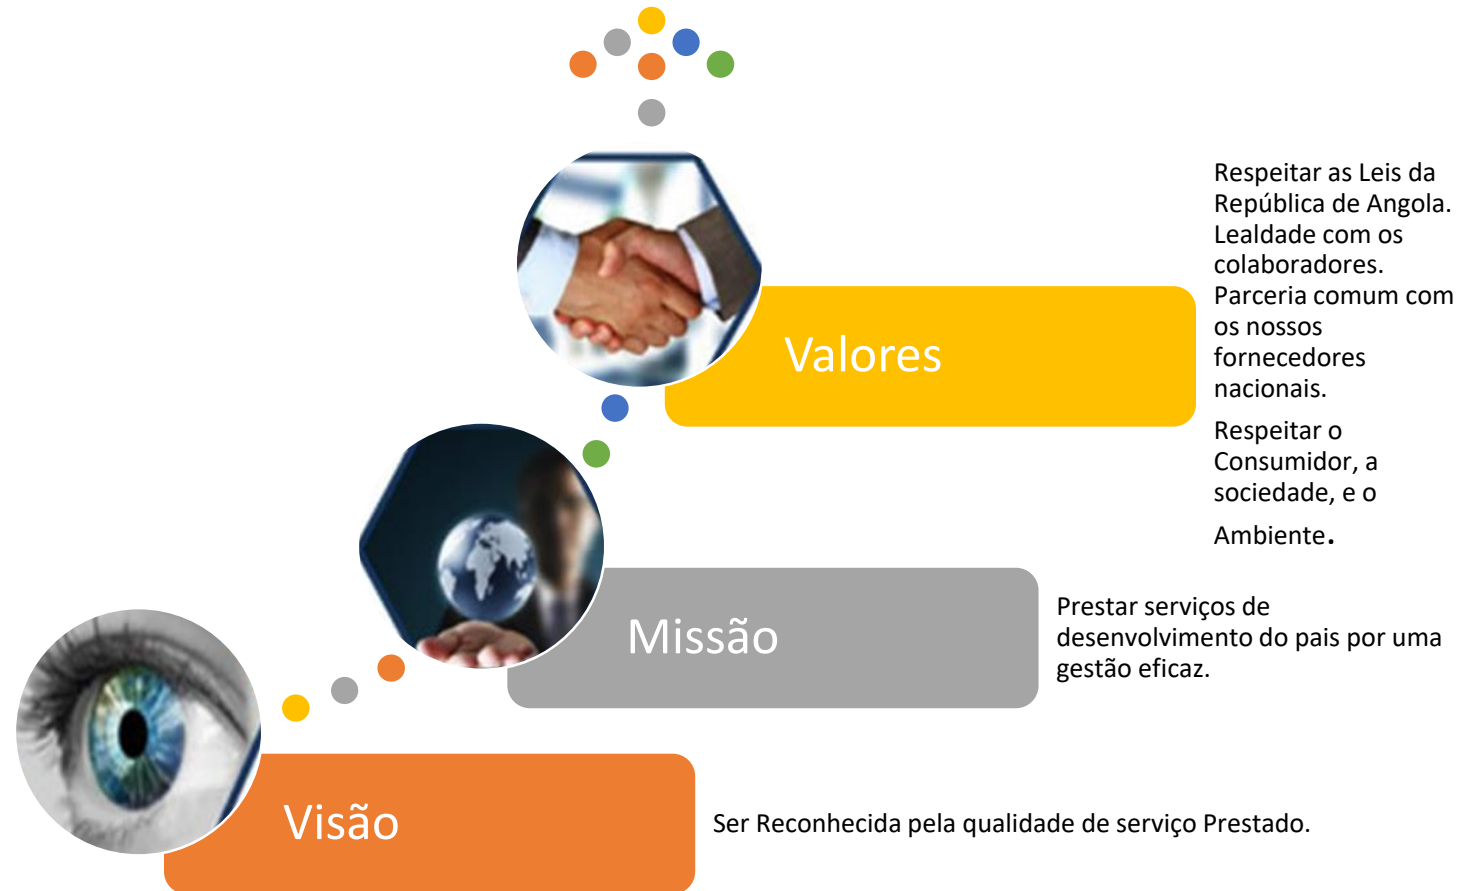 Respeitar as Leis da
República de Angola.
Lealdade com os
colaboradores.
Parceria comum com
os nossos
fornecedores
nacionais.
Respeitar o
Consumidor, a
sociedade, e o
Ambiente.
Valores
Missão
Prestar serviços de
desenvolvimento do pais por uma
gestão eficaz.
Visão
Ser Reconhecida pela qualidade de serviço Prestado.